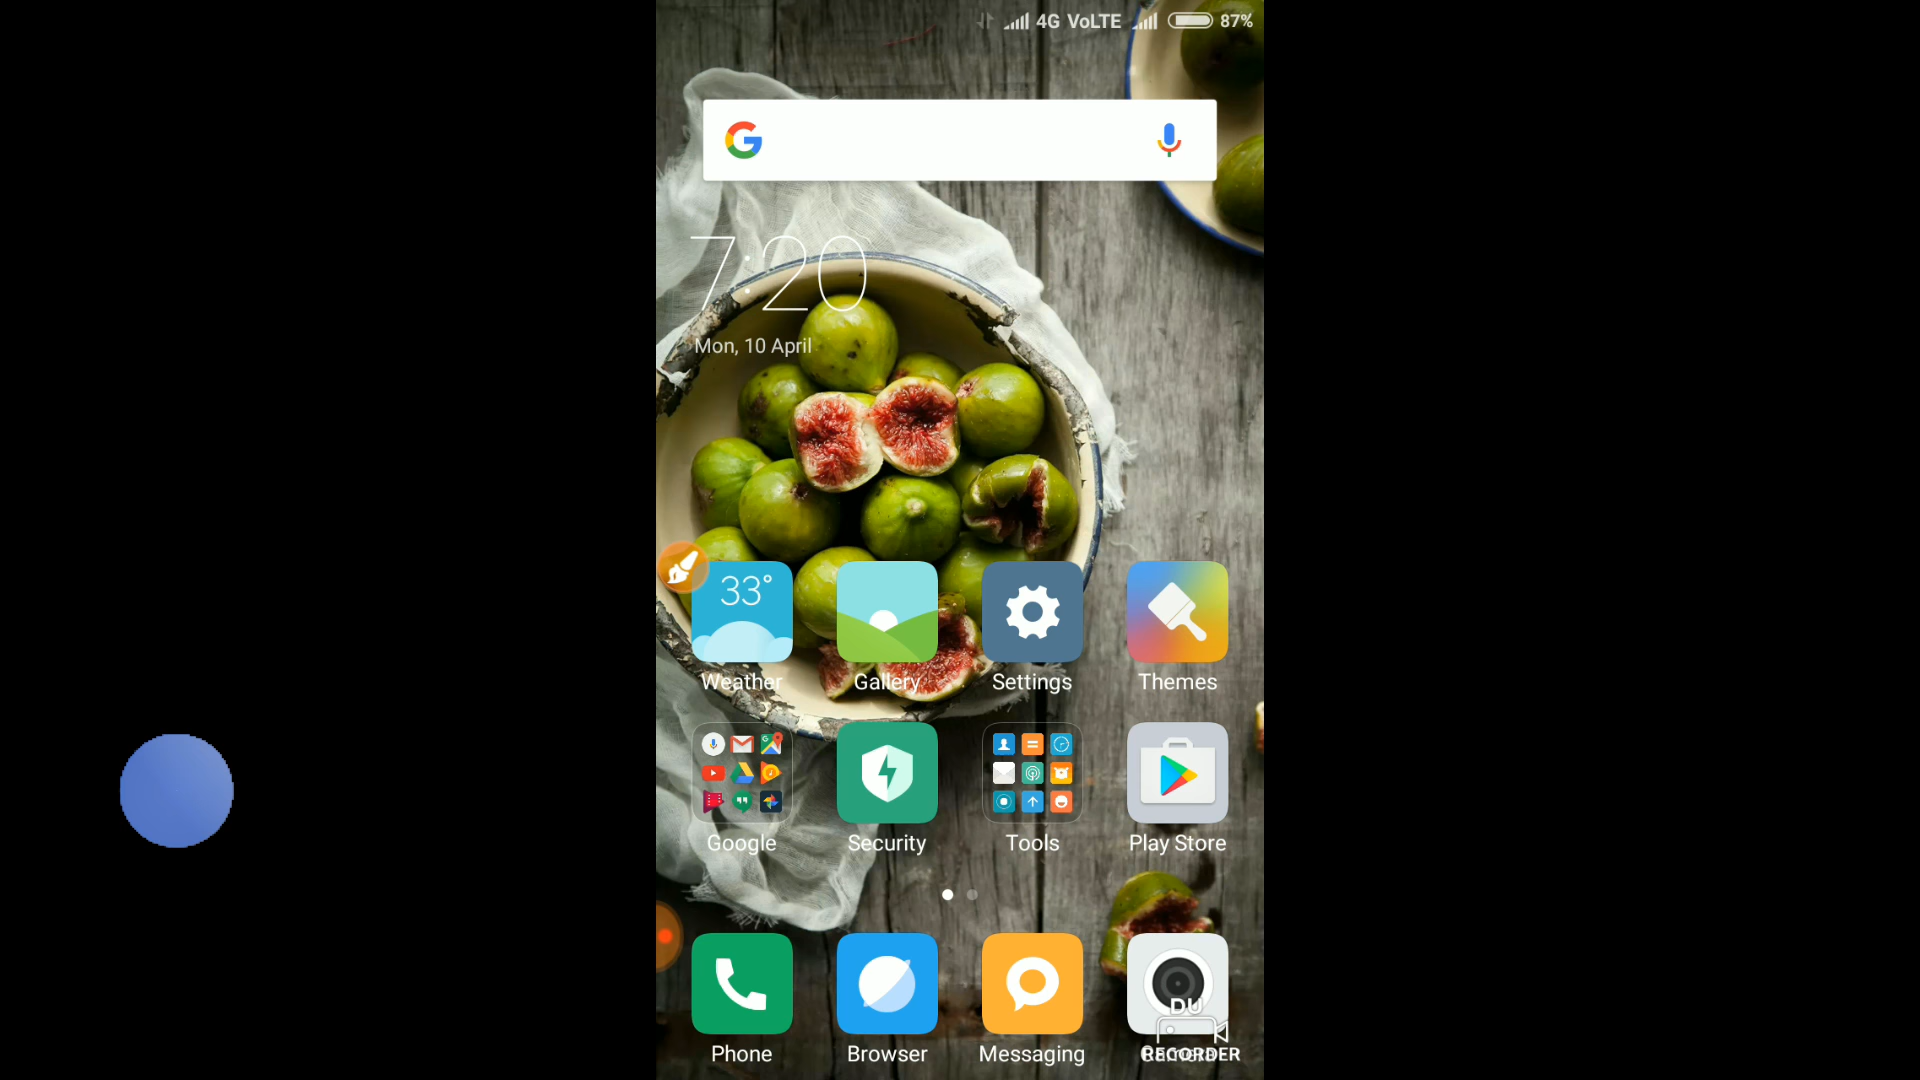 4G VoLTE 87%
7:20
Mon, 10 April
33°
Weather Gallery Settings Themes
Google Security Tools Play Store
DU
RECORDER
Phone Browser Messaging